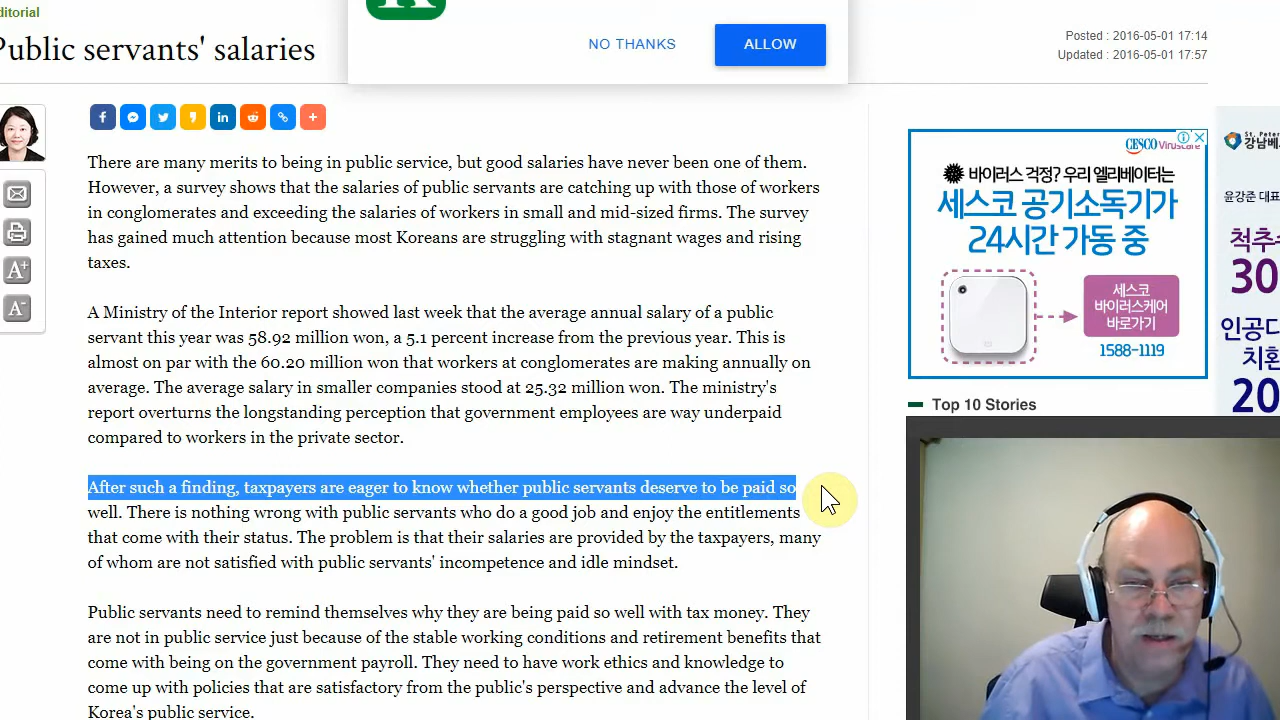 ditorial
Public servants' salaries
NO THANKS
ALLOW
Posted : 2016-05-01 17:14
Updated : 2016-05-01 17:57
There are many merits to being in public service, but good salaries have never been one of them.
However, a survey shows that the salaries of public servants are catching up with those of workers
in conglomerates and exceeding the salaries of workers in small and mid-sized firms. The survey
has gained much attention because most Koreans are struggling with stagnant wages and rising
taxes.
A Ministry of the Interior report showed last week that the average annual salary of a public
servant this year was 58.92 million won, a 5.1 percent increase from the previous year. This is
almost on par with the 60.20 million won that workers at conglomerates are making annually on
average. The average salary in smaller companies stood at 25.32 million won. The ministry's
report overturns the longstanding perception that government employees are way underpaid
compared to workers in the private sector.
After such a finding, taxpayers are eager to know whether public servants deserve to be paid so
well. There is nothing wrong with public servants who do a good job and enjoy the entitlements
that come with their status. The problem is that their salaries are provided by the taxpayers, many
of whom are not satisfied with public servants' incompetence and idle mindset.
Public servants need to remind themselves why they are being paid so well with tax money. They
are not in public service just because of the stable working conditions and retirement benefits that
come with being on the government payroll. They need to have work ethics and knowledge to
come up with policies that are satisfactory from the public's perspective and advance the level of
Korea's public service.
A+
A-
CESCO
바이러스 걱정? 우리 엘리베이터는
세스코 공기소독기가
24시간 가동 중
세스코
바이러스케어
바로가기
1588-1119
Top 10 Stories
St. Pete
강남베
윤강준 대표
척추수
30
인공디
치환
20